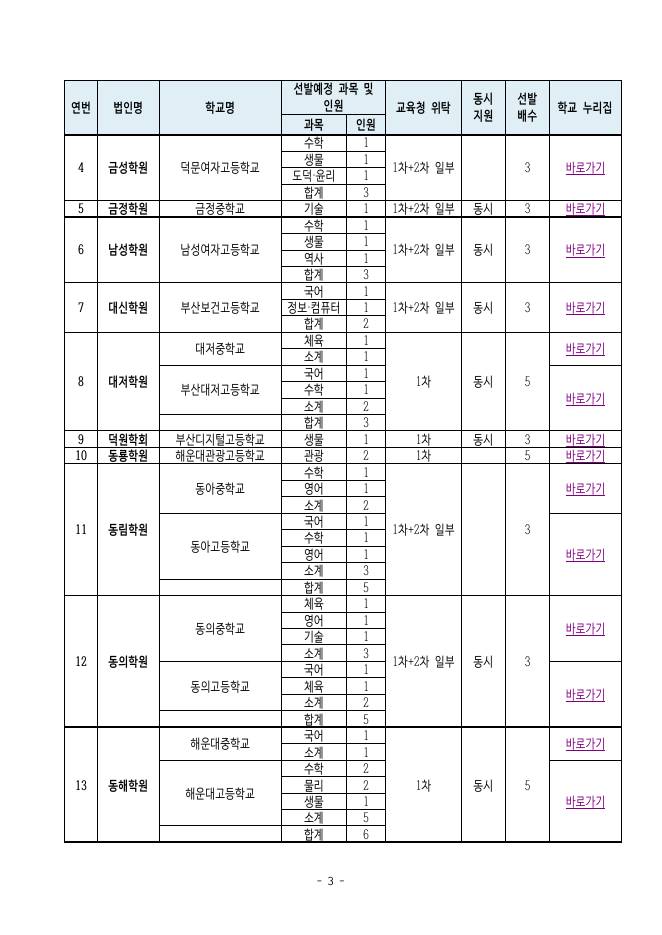 연번 법인명 학교명 선발예정 과목 및 인원 교육청 위탁 동시 지원 선발 배수 학교 누리집
과목 인원
4 금성학원 덕문여자고등학교 수학 1 1차+2차 일부 3 바로가기
생물 1
도덕·윤리 1
합계 3
5 금정학원 금정중학교 기술 1 1차+2차 일부 동시 3 바로가기
6 남성학원 남성여자고등학교 수학 1 1차+2차 일부 동시 3 바로가기
생물 1
역사 1
합계 3
7 대신학원 부산보건고등학교 국어 1 1차+2차 일부 동시 3 바로가기
정보·컴퓨터 1
합계 2
8 대저학원 대저중학교 체육 1 1차 동시 5 바로가기
소계 1
부산대저고등학교 국어 1 바로가기
수학 1
소계 2
합계 3
9 덕원학회 부산디지털고등학교 생물 1 1차 동시 3 바로가기
10 동룡학원 해운대관광고등학교 관광 2 1차 5 바로가기
11 동림학원 동아중학교 수학 1 1차+2차 일부 3 바로가기
영어 1
소계 2
동아고등학교 국어 1 바로가기
수학 1
영어 1
소계 3
합계 5
12 동의학원 동의중학교 체육 1 1차+2차 일부 동시 3 바로가기
영어 1
기술 1
소계 3
동의고등학교 국어 1 바로가기
체육 1
소계 2
합계 5
13 동해학원 해운대중학교 국어 1 1차 동시 5 바로가기
소계 1
해운대고등학교 수학 2 바로가기
물리 2
생물 1
소계 5
합계 6
- 3 -